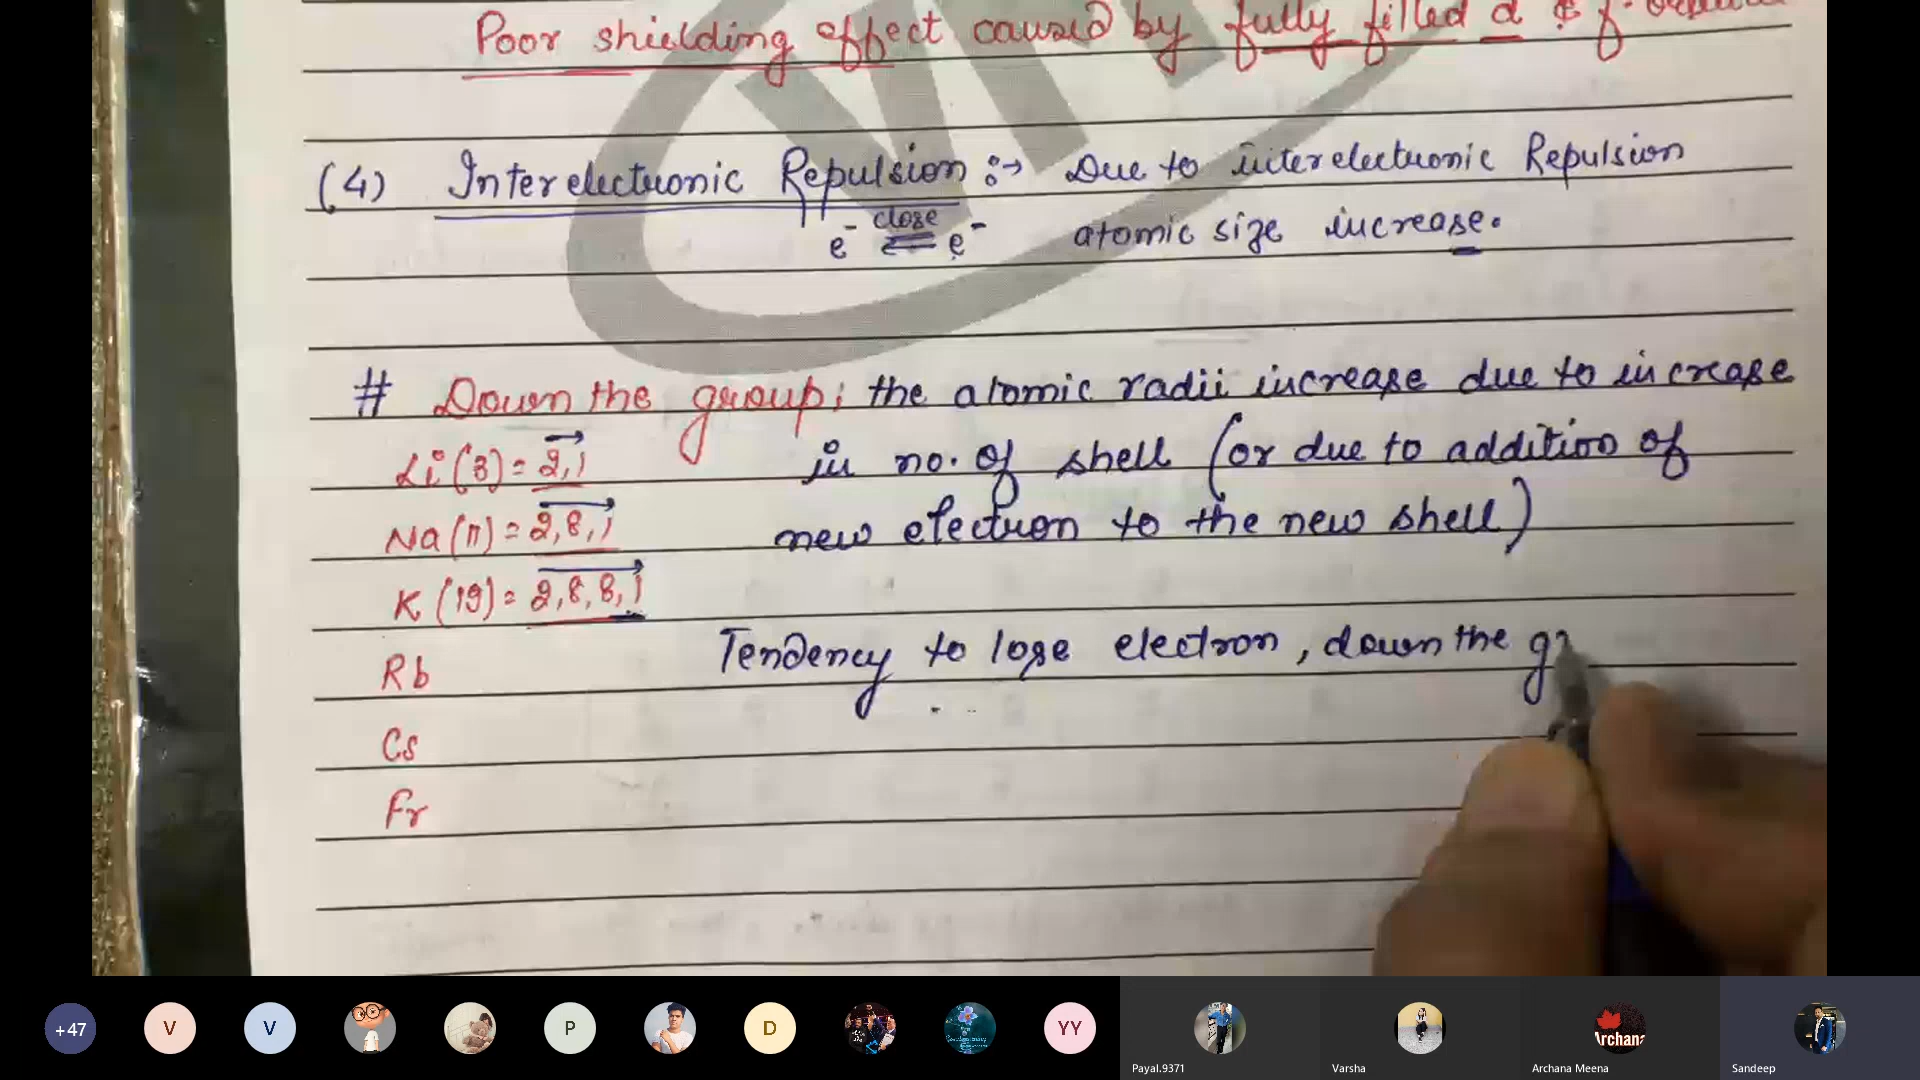 Poor shielding effect caused by fully filled d & f-
(4) Interelectronic Repulsion :→ Due to interelectronic Repulsion
e⁻ close ⇌ e⁻ atomic size increase.
# Down the group; the atomic radii increase due to increase
Li (3) = 2,1 in no. of shell (or due to addition of
Na (11) = 2,8,1 new electron to the new shell)
K (19) = 2,8,8,1
Rb Tendency to lose electron, down the gr
Cs
Fr
+47 V V P D YY
Archana
Payal.9371 Varsha Archana Meena Sandeep